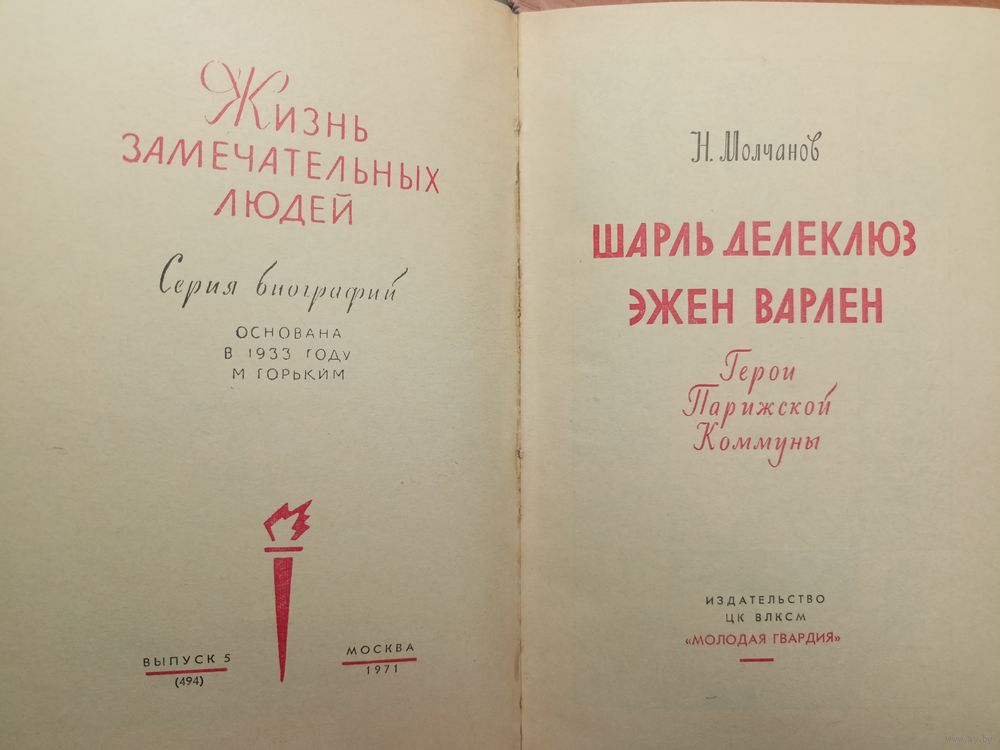 Жизнь
ЗАМЕЧАТЕЛЬНЫХ
ЛЮДЕЙ
Серия биографий
ОСНОВАНА
В 1933 ГОДУ
М ГОРЬКИМ
ВЫПУСК 5
(494)
МОСКВА
1971
Н. Молчанов
ШАРЛЬ ДЕЛЕКЛЮЗ
ЭЖЕН ВАРЛЕН
Герои
Парижской
Коммуны
ИЗДАТЕЛЬСТВО
ЦК ВЛКСМ
«МОЛОДАЯ ГВАРДИЯ»